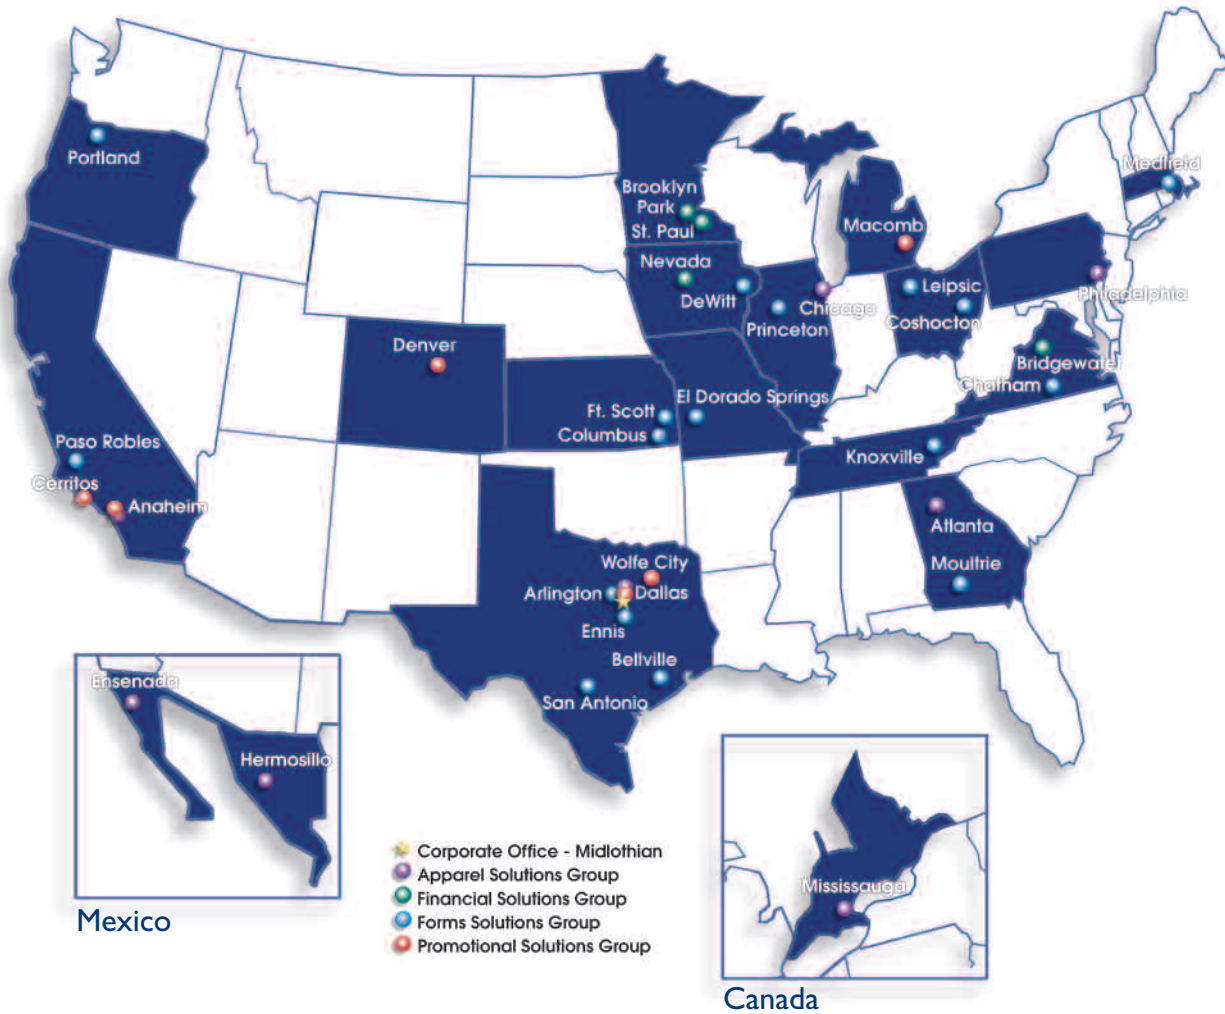 Medfield
Portland
Brooklyn
Park
St. Paul
Macomb
Nevada
DeWitt
Leipsic
Philadelphia
Chicago
Princeton
Coshocton
Denver
Bridgewater
Chatham
El Dorado Springs
Ft. Scott
Columbus
Paso Robles
Knoxville
Cerritos
Anaheim
Atlanta
Wolfe City
Moultrie
Arlington
Dallas
Ennis
Bellville
San Antonio
Ensenada
Hermosillo
Corporate Office - Midlothian
Apparel Solutions Group
Financial Solutions Group
Forms Solutions Group
Promotional Solutions Group
Mississauga
Mexico
Canada